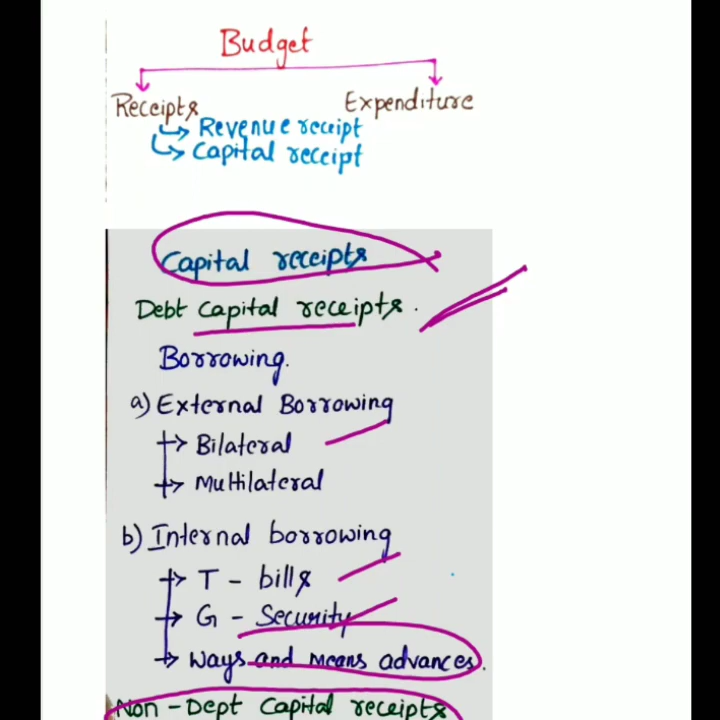 Budget
Receipts Expenditure
Revenue receipt
Capital receipt
Capital receipts
Debt capital receipts.
Borrowing.
a) External Borrowing
Bilateral
Multilateral
b) Internal borrowing
T - bills
G - Security
Ways and means advances.
Non - Dept Capital receipts